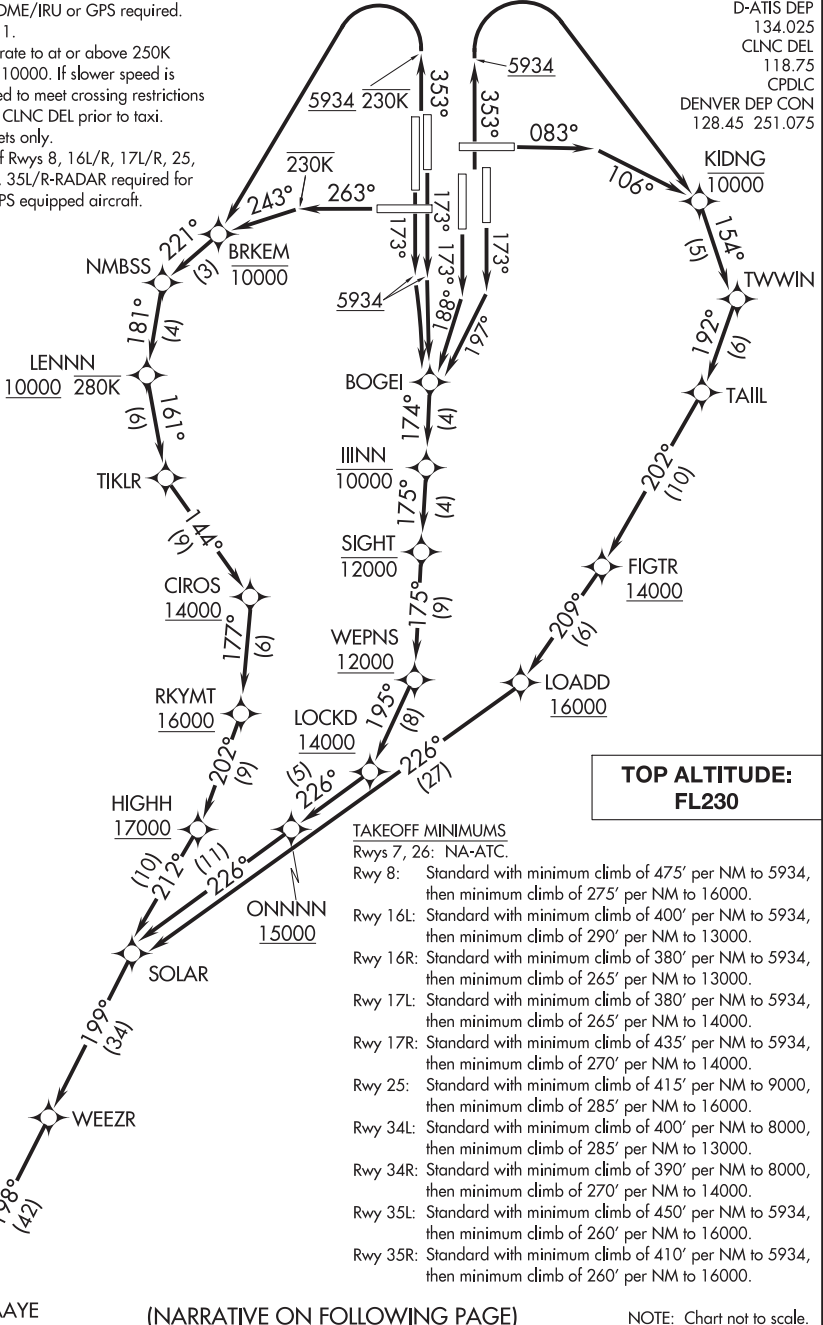 DME/IRU or GPS required.
1.
rate to at or above 250K
10000. If slower speed is
ed to meet crossing restrictions
CLNC DEL prior to taxi.
ets only.
f Rwys 8, 16L/R, 17L/R, 25,
, 35L/R-RADAR required for
PS equipped aircraft.
D-ATIS DEP
134.025
CLNC DEL
118.75
CPDLC
DENVER DEP CON
128.45 251.075
5934 230K
353°
353°
5934
083°
106°
KIDNG
10000
154°
(5)
TWWIN
192°
(6)
TAIIL
202°
(10)
FIGTR
14000
209°
(6)
LOADD
16000
226°
(27)
230K
263°
243°
BRKEM
10000
221°
(3)
NMBSS
181°
(4)
LENNN
10000 280K
161°
(9)
TIKLR
144°
(9)
CIROS
14000
177°
(6)
RKYMT
16000
202°
(9)
HIGHH
17000
212°
(10)
173°
173°
173°
173°
5934
188°
197°
BOGEI
174°
(4)
IIINN
10000
175°
(4)
SIGHT
12000
175°
(9)
WEPNS
12000
195°
(8)
LOCKD
14000
226°
(5)
ONNNN
15000
226°
(11)
SOLAR
199°
(34)
WEEZR
198°
(42)
AYE
TOP ALTITUDE:
FL230
TAKEOFF MINIMUMS
Rwys 7, 26: NA-ATC.
Rwy 8: Standard with minimum climb of 475' per NM to 5934,
then minimum climb of 275' per NM to 16000.
Rwy 16L: Standard with minimum climb of 400' per NM to 5934,
then minimum climb of 290' per NM to 13000.
Rwy 16R: Standard with minimum climb of 380' per NM to 5934,
then minimum climb of 265' per NM to 13000.
Rwy 17L: Standard with minimum climb of 380' per NM to 5934,
then minimum climb of 265' per NM to 14000.
Rwy 17R: Standard with minimum climb of 435' per NM to 5934,
then minimum climb of 270' per NM to 14000.
Rwy 25: Standard with minimum climb of 415' per NM to 9000,
then minimum climb of 285' per NM to 16000.
Rwy 34L: Standard with minimum climb of 400' per NM to 8000,
then minimum climb of 285' per NM to 13000.
Rwy 34R: Standard with minimum climb of 390' per NM to 8000,
then minimum climb of 270' per NM to 14000.
Rwy 35L: Standard with minimum climb of 450' per NM to 5934,
then minimum climb of 260' per NM to 16000.
Rwy 35R: Standard with minimum climb of 410' per NM to 5934,
then minimum climb of 260' per NM to 16000.
(NARRATIVE ON FOLLOWING PAGE)
NOTE: Chart not to scale.